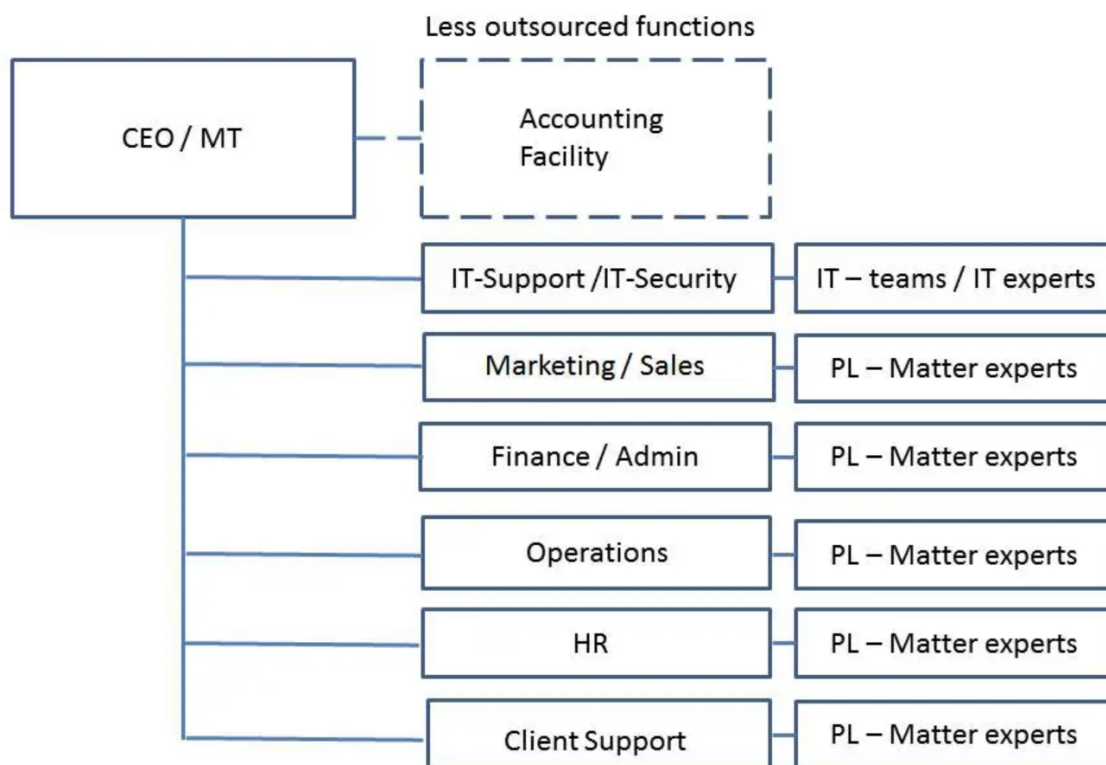 Less outsourced functions
CEO / MT
Accounting
Facility
IT-Support /IT-Security
IT – teams / IT experts
Marketing / Sales
PL – Matter experts
Finance / Admin
PL – Matter experts
Operations
PL – Matter experts
HR
PL – Matter experts
Client Support
PL – Matter experts